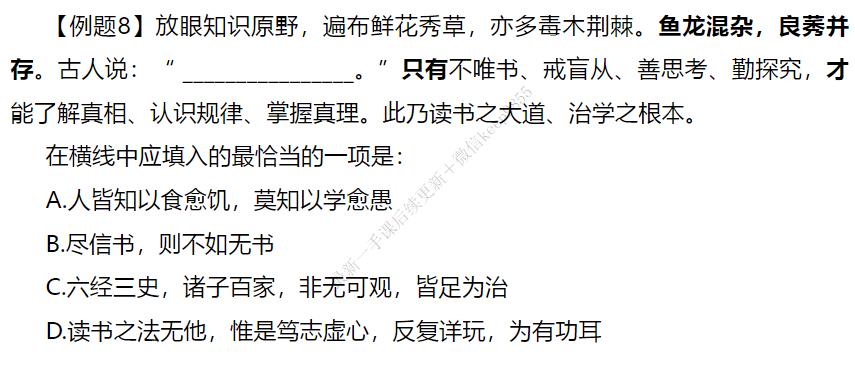 【例题8】放眼知识原野，遍布鲜花秀草，亦多毒木荆棘。鱼龙混杂，良莠并
存。古人说：“ ________________。”只有不唯书、戒盲从、善思考、勤探究，才
能了解真相、认识规律、掌握真理。此乃读书之大道、治学之根本。
在横线中应填入的最恰当的一项是：
A.人皆知以食愈饥，莫知以学愈愚
B.尽信书，则不如无书
C.六经三史，诸子百家，非无可观，皆足为治
D.读书之法无他，惟是笃志虚心，反复详玩，为有功耳